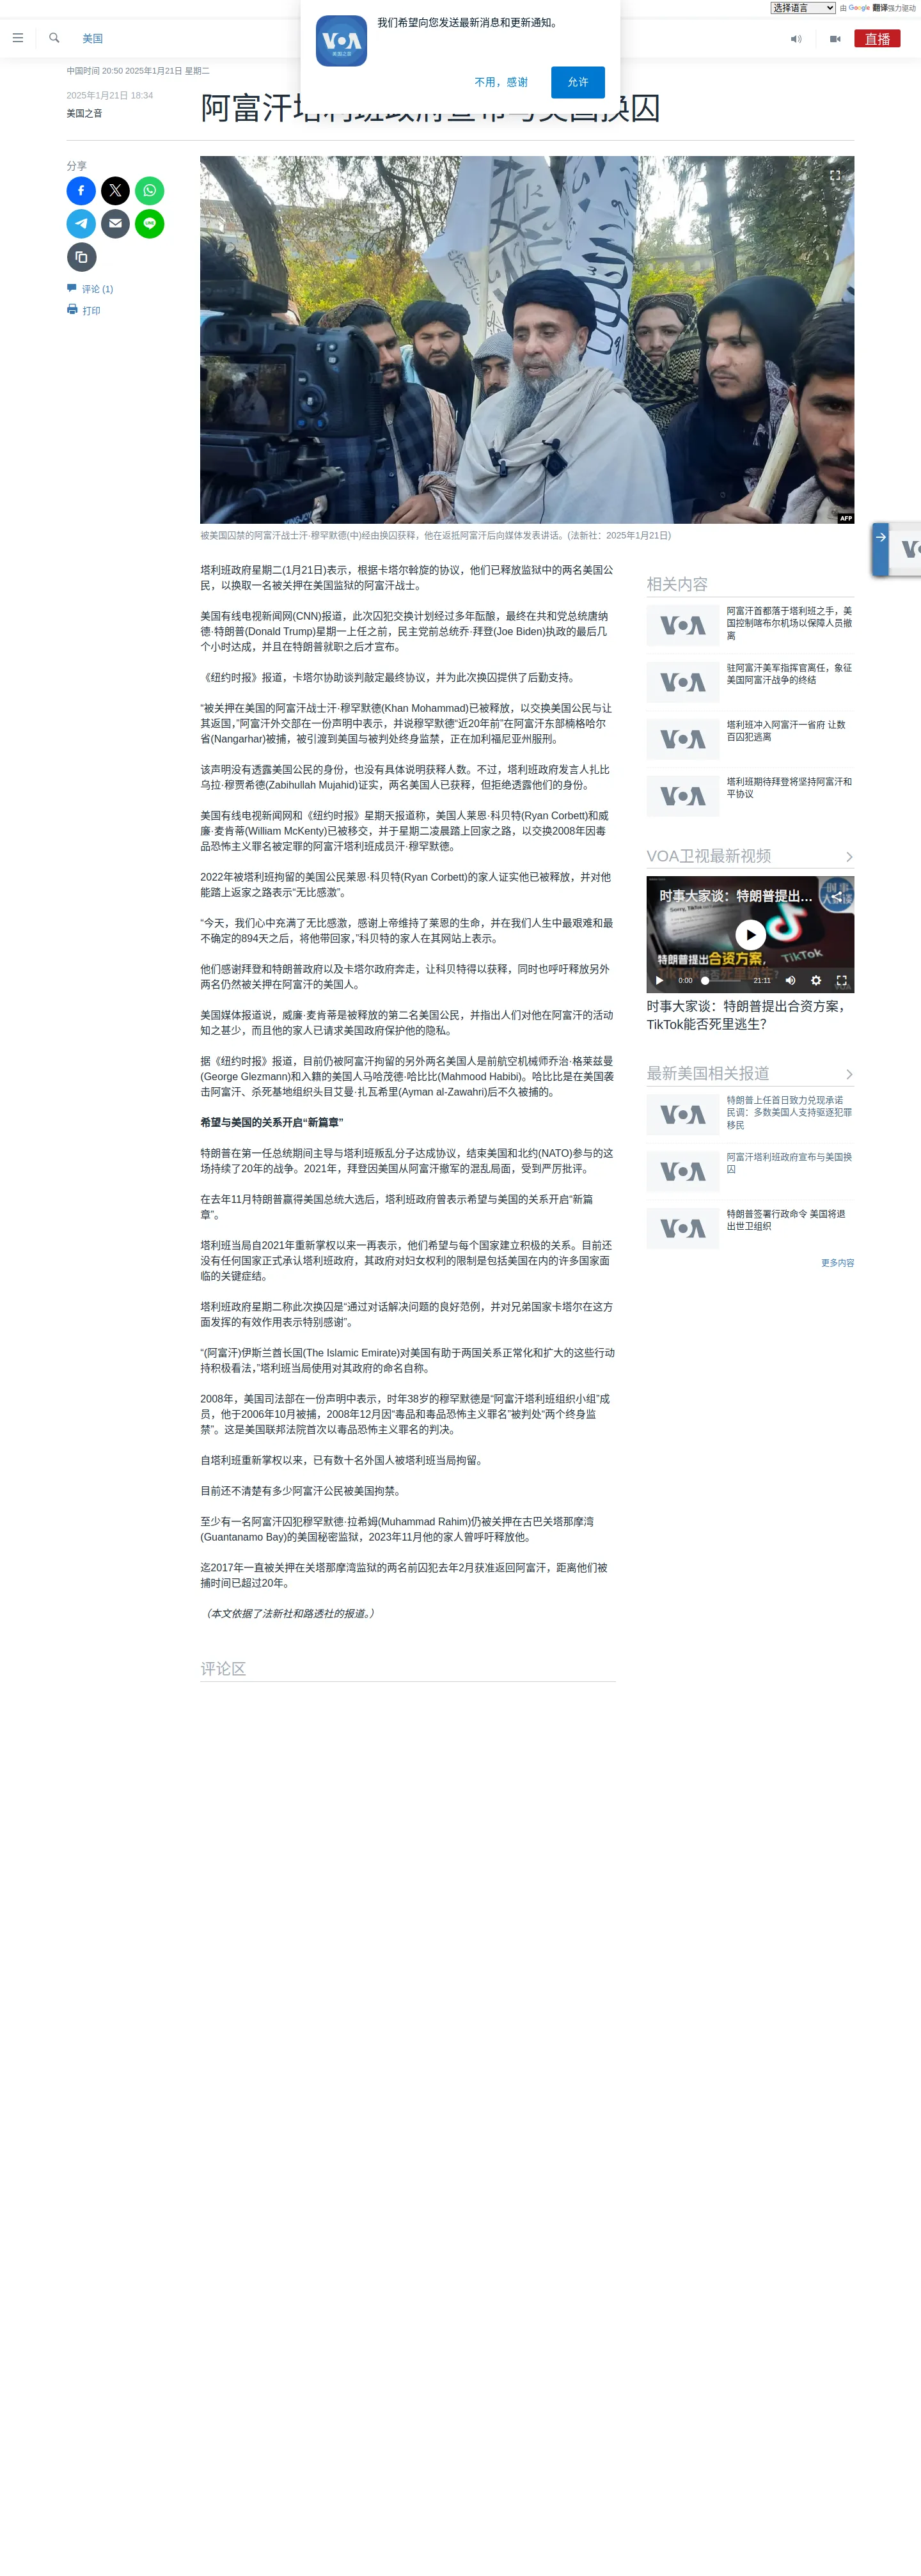 选择语言
由 Google 翻译强力驱动
美国
直播
VOA
美国之音
我们希望向您发送最新消息和更新通知。
不用，感谢
允许
中国时间 20:50 2025年1月21日 星期二
2025年1月21日 18:34
美国之音
阿富汗塔利班政府宣布与美国换囚
分享
评论 (1)
打印
AFP
被美国囚禁的阿富汗战士汗·穆罕默德(中)经由换囚获释，他在返抵阿富汗后向媒体发表讲话。(法新社：2025年1月21日)
塔利班政府星期二(1月21日)表示，根据卡塔尔斡旋的协议，他们已释放监狱中的两名美国公
民，以换取一名被关押在美国监狱的阿富汗战士。
美国有线电视新闻网(CNN)报道，此次囚犯交换计划经过多年酝酿，最终在共和党总统唐纳
德·特朗普(Donald Trump)星期一上任之前，民主党前总统乔·拜登(Joe Biden)执政的最后几
个小时达成，并且在特朗普就职之后才宣布。
《纽约时报》报道，卡塔尔协助谈判敲定最终协议，并为此次换囚提供了后勤支持。
“被关押在美国的阿富汗战士汗·穆罕默德(Khan Mohammad)已被释放，以交换美国公民与让
其返国，”阿富汗外交部在一份声明中表示，并说穆罕默德“近20年前”在阿富汗东部楠格哈尔
省(Nangarhar)被捕，被引渡到美国与被判处终身监禁，正在加利福尼亚州服刑。
该声明没有透露美国公民的身份，也没有具体说明获释人数。不过，塔利班政府发言人扎比
乌拉·穆贾希德(Zabihullah Mujahid)证实，两名美国人已获释，但拒绝透露他们的身份。
美国有线电视新闻网和《纽约时报》星期天报道称，美国人莱恩·科贝特(Ryan Corbett)和威
廉·麦肯蒂(William McKenty)已被移交，并于星期二凌晨踏上回家之路，以交换2008年因毒
品恐怖主义罪名被定罪的阿富汗塔利班成员汗·穆罕默德。
2022年被塔利班拘留的美国公民莱恩·科贝特(Ryan Corbett)的家人证实他已被释放，并对他
能踏上返家之路表示“无比感激”。
“今天，我们心中充满了无比感激，感谢上帝维持了莱恩的生命，并在我们人生中最艰难和最
不确定的894天之后，将他带回家，”科贝特的家人在其网站上表示。
他们感谢拜登和特朗普政府以及卡塔尔政府奔走，让科贝特得以获释，同时也呼吁释放另外
两名仍然被关押在阿富汗的美国人。
美国媒体报道说，威廉·麦肯蒂是被释放的第二名美国公民，并指出人们对他在阿富汗的活动
知之甚少，而且他的家人已请求美国政府保护他的隐私。
据《纽约时报》报道，目前仍被阿富汗拘留的另外两名美国人是前航空机械师乔治·格莱兹曼
(George Glezmann)和入籍的美国人马哈茂德·哈比比(Mahmood Habibi)。哈比比是在美国袭
击阿富汗、杀死基地组织头目艾曼·扎瓦希里(Ayman al-Zawahri)后不久被捕的。
希望与美国的关系开启“新篇章”
特朗普在第一任总统期间主导与塔利班叛乱分子达成协议，结束美国和北约(NATO)参与的这
场持续了20年的战争。2021年，拜登因美国从阿富汗撤军的混乱局面，受到严厉批评。
在去年11月特朗普赢得美国总统大选后，塔利班政府曾表示希望与美国的关系开启“新篇
章”。
塔利班当局自2021年重新掌权以来一再表示，他们希望与每个国家建立积极的关系。目前还
没有任何国家正式承认塔利班政府，其政府对妇女权利的限制是包括美国在内的许多国家面
临的关键症结。
塔利班政府星期二称此次换囚是“通过对话解决问题的良好范例，并对兄弟国家卡塔尔在这方
面发挥的有效作用表示特别感谢”。
“(阿富汗)伊斯兰酋长国(The Islamic Emirate)对美国有助于两国关系正常化和扩大的这些行动
持积极看法，”塔利班当局使用对其政府的命名自称。
2008年，美国司法部在一份声明中表示，时年38岁的穆罕默德是“阿富汗塔利班组织小组”成
员，他于2006年10月被捕，2008年12月因“毒品和毒品恐怖主义罪名”被判处“两个终身监
禁”。这是美国联邦法院首次以毒品恐怖主义罪名的判决。
自塔利班重新掌权以来，已有数十名外国人被塔利班当局拘留。
目前还不清楚有多少阿富汗公民被美国拘禁。
至少有一名阿富汗囚犯穆罕默德·拉希姆(Muhammad Rahim)仍被关押在古巴关塔那摩湾
(Guantanamo Bay)的美国秘密监狱，2023年11月他的家人曾呼吁释放他。
迄2017年一直被关押在关塔那摩湾监狱的两名前囚犯去年2月获准返回阿富汗，距离他们被
捕时间已超过20年。
（本文依据了法新社和路透社的报道。）
评论区
相关内容
VOA
阿富汗首都落于塔利班之手，美
国控制喀布尔机场以保障人员撤
离
VOA
驻阿富汗美军指挥官离任，象征
美国阿富汗战争的终结
VOA
塔利班冲入阿富汗一省府 让数
百囚犯逃离
VOA
塔利班期待拜登将坚持阿富汗和
平协议
VOA卫视最新视频
时事大家谈：特朗普提出...
TikTok
特朗普提出合资方案，
TikTok能否死里逃生？
0:00
21:11
时事大家谈：特朗普提出合资方案，
TikTok能否死里逃生？
最新美国相关报道
VOA
特朗普上任首日致力兑现承诺
民调：多数美国人支持驱逐犯罪
移民
VOA
阿富汗塔利班政府宣布与美国换
囚
VOA
特朗普签署行政命令 美国将退
出世卫组织
更多内容